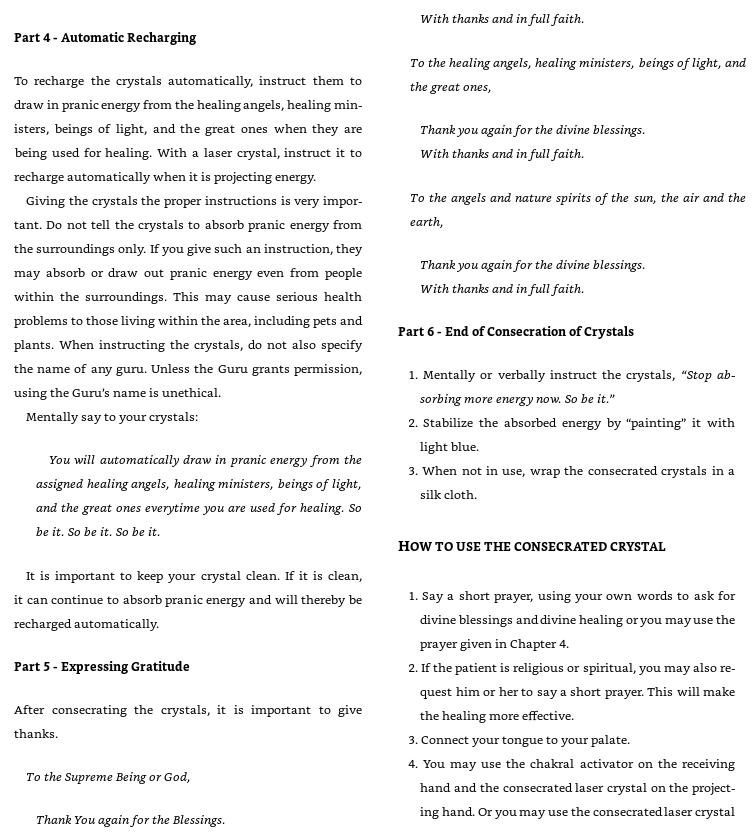 Part 4 - Automatic Recharging
To recharge the crystals automatically, instruct them to
draw in pranic energy from the healing angels, healing min-
isters, beings of light, and the great ones when they are
being used for healing. With a laser crystal, instruct it to
recharge automatically when it is projecting energy.
Giving the crystals the proper instructions is very impor-
tant. Do not tell the crystals to absorb pranic energy from
the surroundings only. If you give such an instruction, they
may absorb or draw out pranic energy even from people
within the surroundings. This may cause serious health
problems to those living within the area, including pets and
plants. When instructing the crystals, do not also specify
the name of any guru. Unless the Guru grants permission,
using the Guru’s name is unethical.
Mentally say to your crystals:
You will automatically draw in pranic energy from the
assigned healing angels, healing ministers, beings of light,
and the great ones everytime you are used for healing. So
be it. So be it. So be it.
It is important to keep your crystal clean. If it is clean,
it can continue to absorb pranic energy and will thereby be
recharged automatically.
Part 5 - Expressing Gratitude
After consecrating the crystals, it is important to give
thanks.
To the Supreme Being or God,
Thank You again for the Blessings.
With thanks and in full faith.
To the healing angels, healing ministers, beings of light, and
the great ones,
Thank you again for the divine blessings.
With thanks and in full faith.
To the angels and nature spirits of the sun, the air and the
earth,
Thank you again for the divine blessings.
With thanks and in full faith.
Part 6 - End of Consecration of Crystals
1. Mentally or verbally instruct the crystals, “Stop ab-
sorbing more energy now. So be it.”
2. Stabilize the absorbed energy by “painting” it with
light blue.
3. When not in use, wrap the consecrated crystals in a
silk cloth.
HOW TO USE THE CONSECRATED CRYSTAL
1. Say a short prayer, using your own words to ask for
divine blessings and divine healing or you may use the
prayer given in Chapter 4.
2. If the patient is religious or spiritual, you may also re-
quest him or her to say a short prayer. This will make
the healing more effective.
3. Connect your tongue to your palate.
4. You may use the chakral activator on the receiving
hand and the consecrated laser crystal on the project-
ing hand. Or you may use the consecrated laser crystal